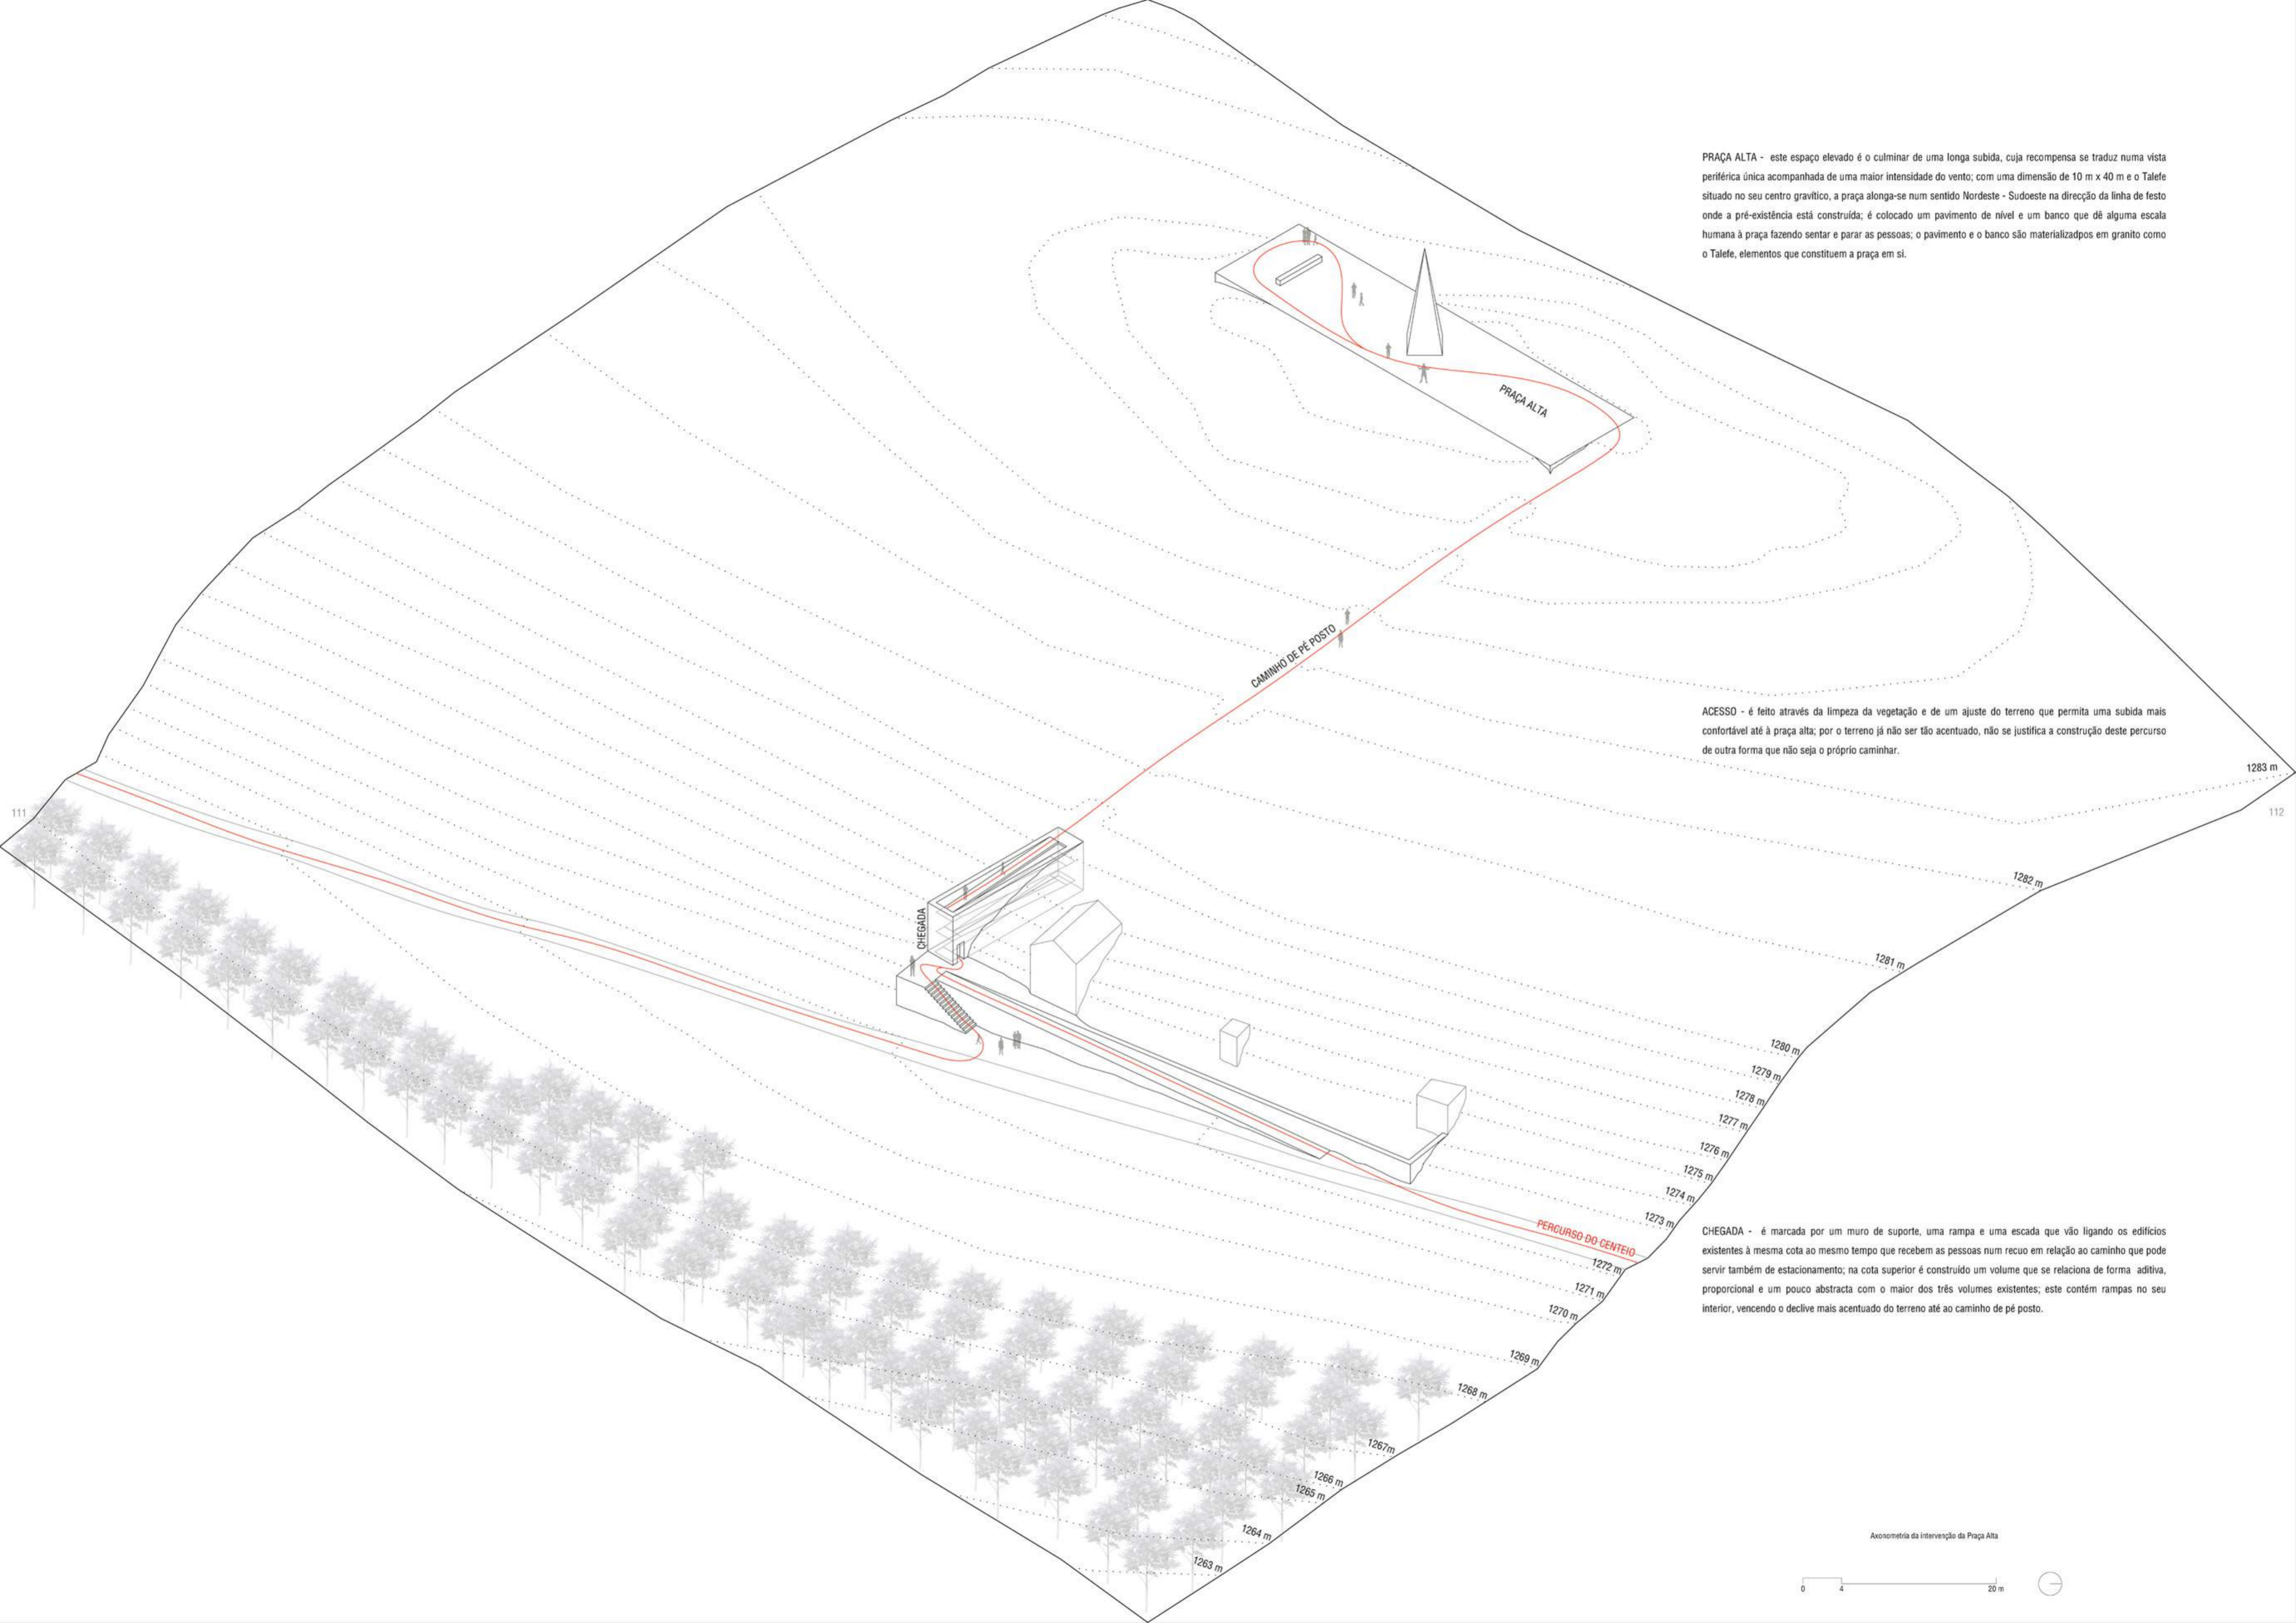 PRAÇA ALTA - este espaço elevado é o culminar de uma longa subida, cuja recompensa se traduz numa vista
periférica única acompanhada de uma maior intensidade do vento; com uma dimensão de 10 m x 40 m e o Talefe
situado no seu centro gravítico, a praça alonga-se num sentido Nordeste - Sudoeste na direcção da linha de festo
onde a pré-existência está construída; é colocado um pavimento de nível e um banco que dê alguma escala
humana à praça fazendo sentar e parar as pessoas; o pavimento e o banco são materializadpos em granito como
o Talefe, elementos que constituem a praça em si.
PRAÇA ALTA
CAMINHO DE PÉ POSTO
ACESSO - é feito através da limpeza da vegetação e de um ajuste do terreno que permita uma subida mais
confortável até à praça alta; por o terreno já não ser tão acentuado, não se justifica a construção deste percurso
de outra forma que não seja o próprio caminhar.
1283 m
111
112
1282 m
CHEGADA
1281 m
1280 m
1279 m
1278 m
1277 m
1276 m
1275 m
1274 m
1273 m
PERCURSO DO CENTEIO
CHEGADA - é marcada por um muro de suporte, uma rampa e uma escada que vão ligando os edifícios
existentes à mesma cota ao mesmo tempo que recebem as pessoas num recuo em relação ao caminho que pode
servir também de estacionamento; na cota superior é construído um volume que se relaciona de forma aditiva,
proporcional e um pouco abstracta com o maior dos três volumes existentes; este contém rampas no seu
interior, vencendo o declive mais acentuado do terreno até ao caminho de pé posto.
1272 m
1271 m
1270 m
1269 m
1268 m
1267m
1266 m
1265 m
1264 m
1263 m
Axonometria da intervenção da Praça Alta
0 4 20 m